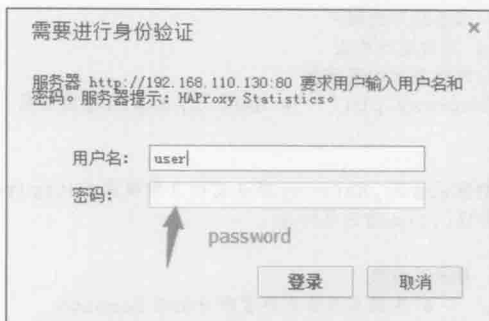 需要进行身份验证
×
服务器 http://192.168.110.130:80 要求用户输入用户名和
密码。服务器提示: HAProxy Statistics。
用户名: user
密码:
password
登录 取消